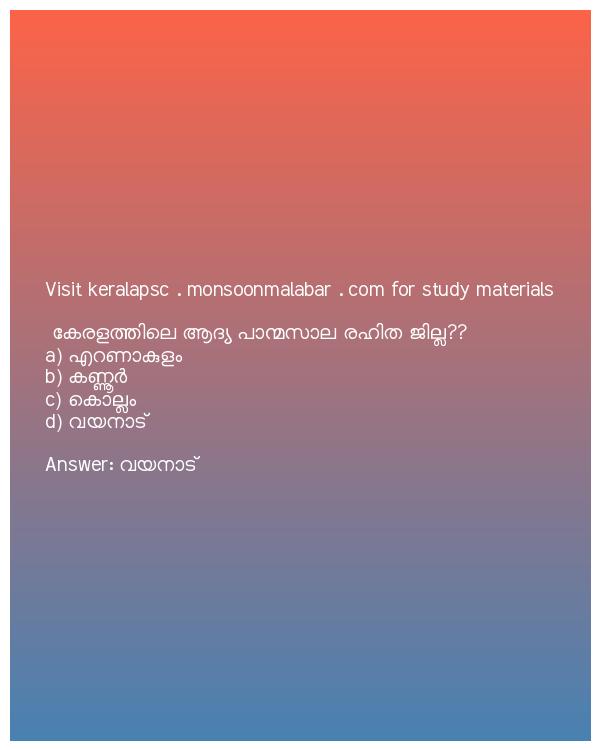 Visit keralapsc . monsoonmalabar . com for study materials
കേരളത്തിലെ ആദ്യ പാന്മസാല രഹിത ജില്ല??
a) എറണാകുളം
b) കണ്ണൂർ
c) കൊല്ലം
d) വയനാട്
Answer: വയനാട്